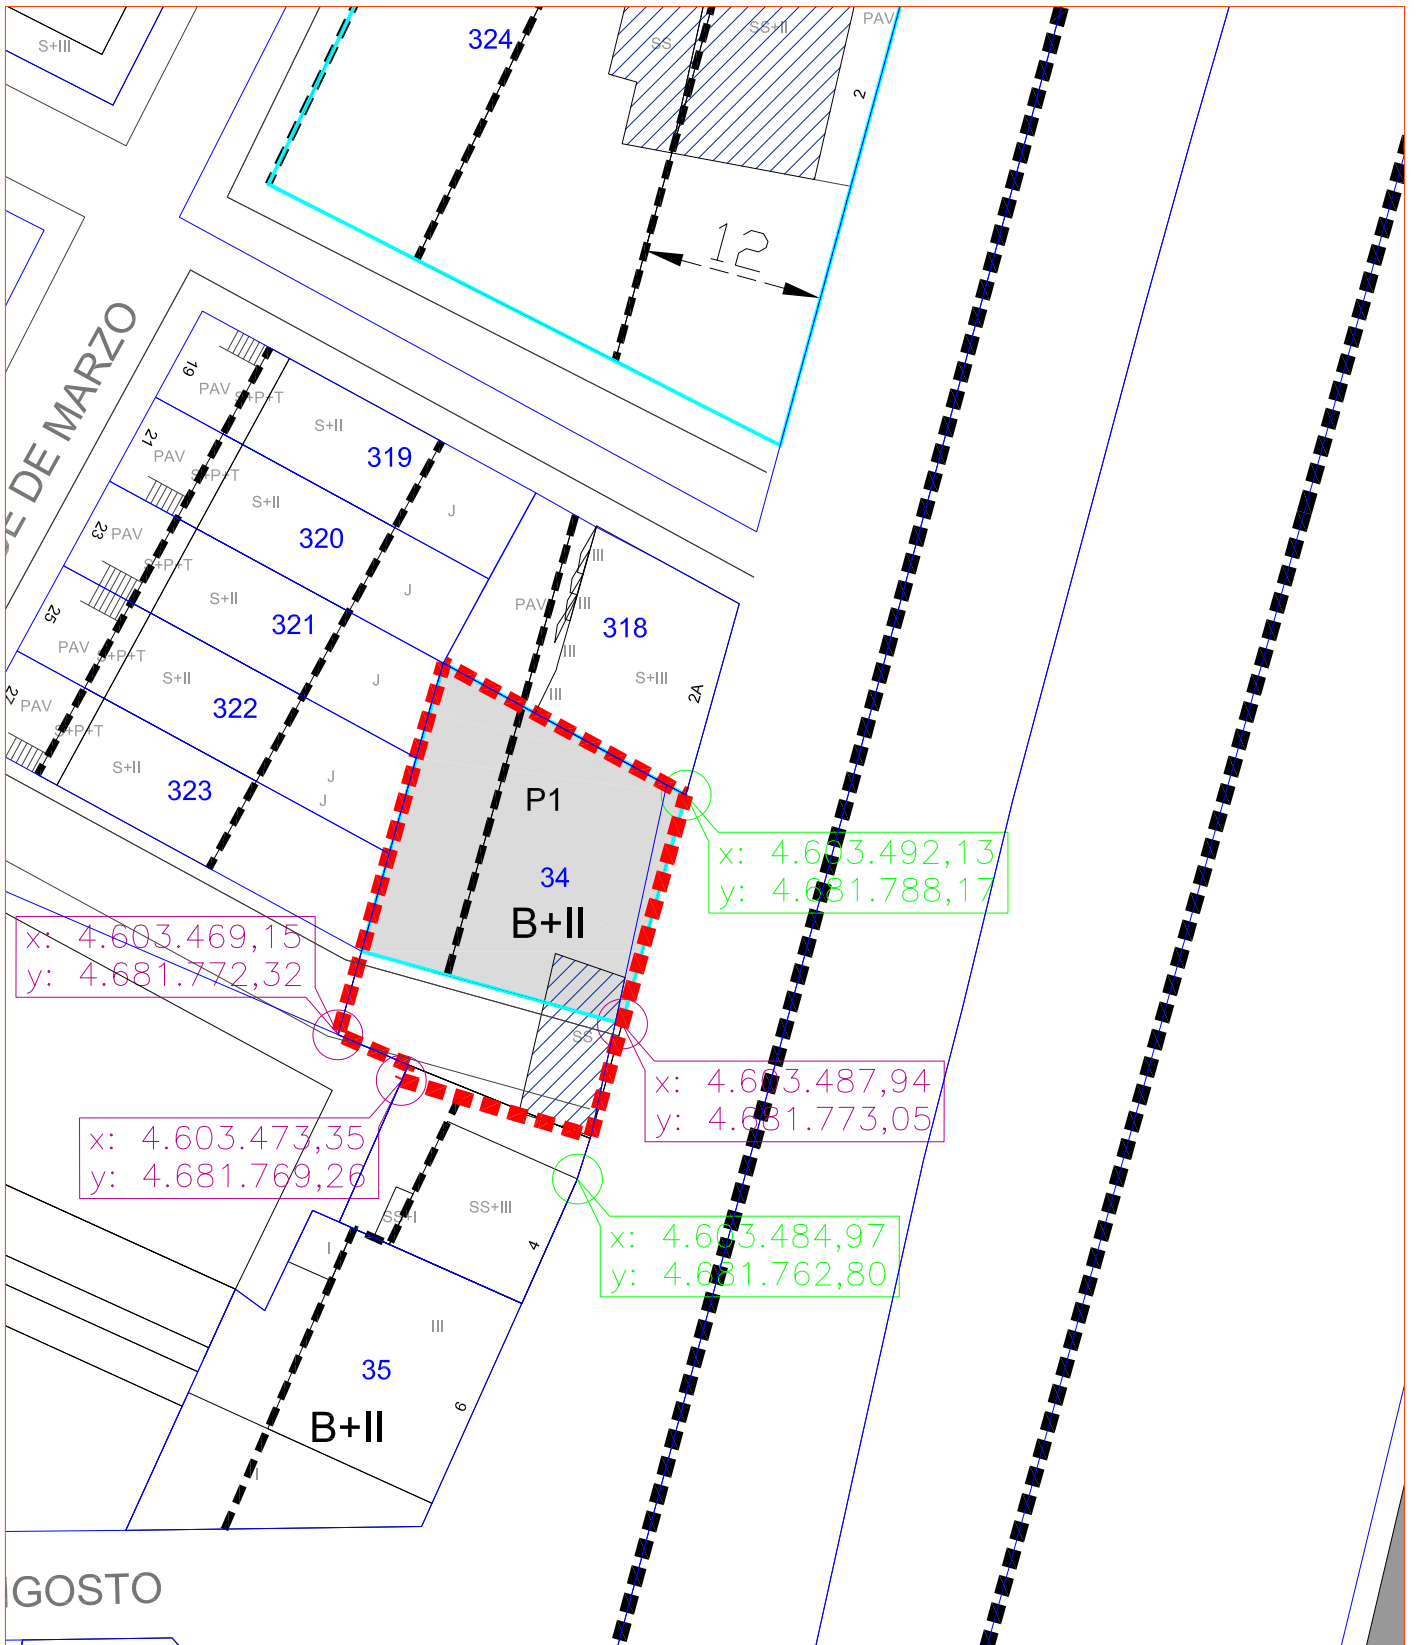 324
SS
SS+II
PAV
S+III
2
12
DE MARZO
19
PAV
S+P+T
S+II
319
21
PAV
S+P+T
S+II
320
J
23
PAV
S+P+T
S+II
321
J
25
PAV
S+P+T
S+II
322
J
27
PAV
S+P+T
S+II
323
J
J
PAV
III
III
III
III
318
S+III
2A
P1
34
B+II
x: 4.603.492,13
y: 4.681.788,17
x: 4.603.469,15
y: 4.681.772,32
SS
x: 4.603.487,94
y: 4.681.773,05
x: 4.603.473,35
y: 4.681.769,26
SS+I
SS+III
4
x: 4.603.484,97
y: 4.681.762,80
I
III
35
6
B+II
I
GOSTO